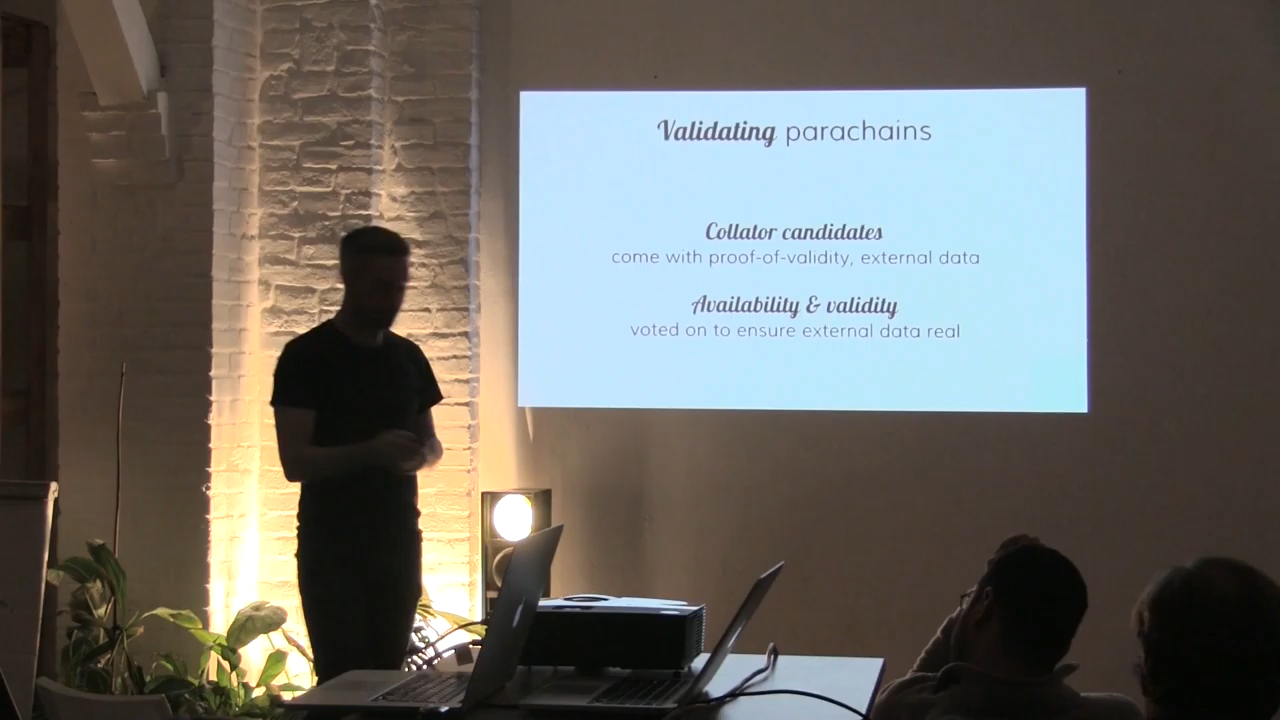 Validating parachains
Collator candidates
come with proof-of-validity, external data
Availability & validity
voted on to ensure external data real